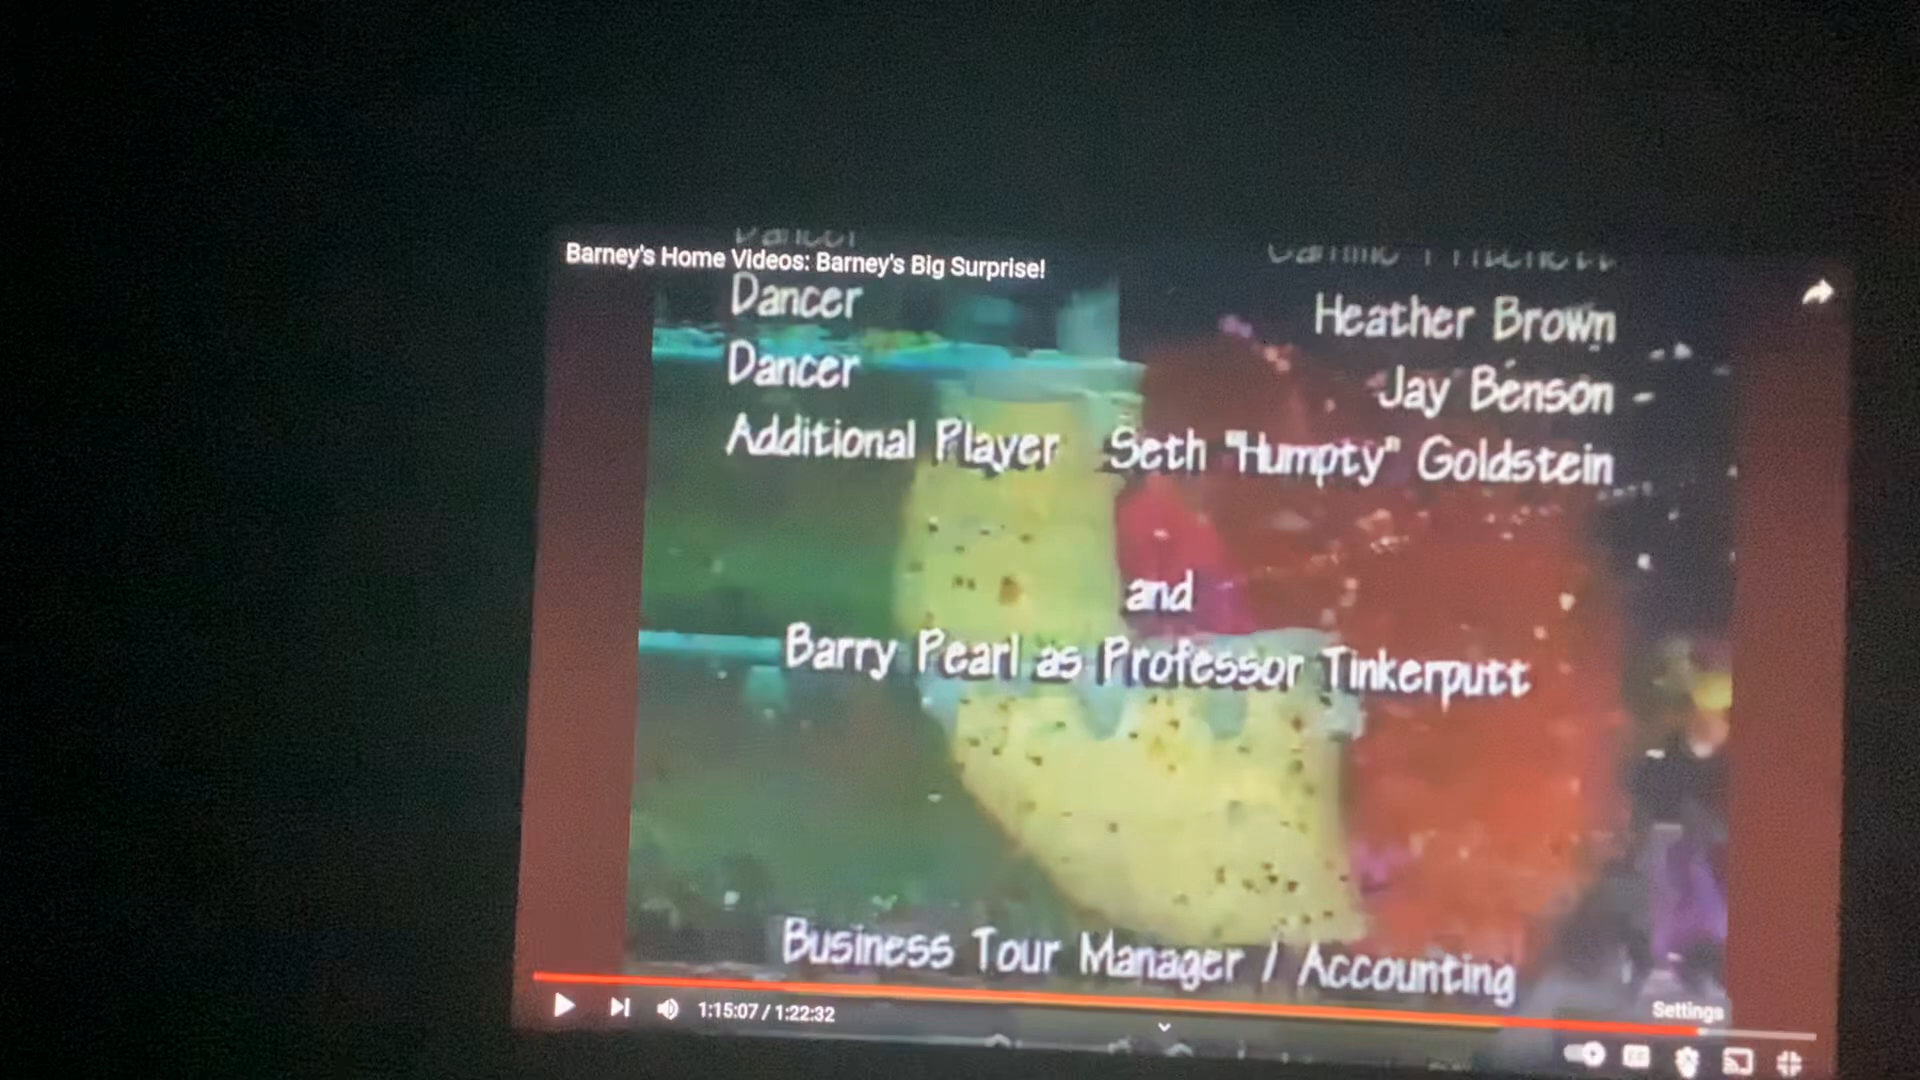 Barney's Home Videos: Barney's Big Surprise!
Dancer
Dancer Heather Brown
Dancer Jay Benson
Additional Player Seth "Humpty" Goldstein
and
Barry Pearl as Professor Tinkerputt
Business Tour Manager / Accounting
1:15:07 / 1:22:32
Settings